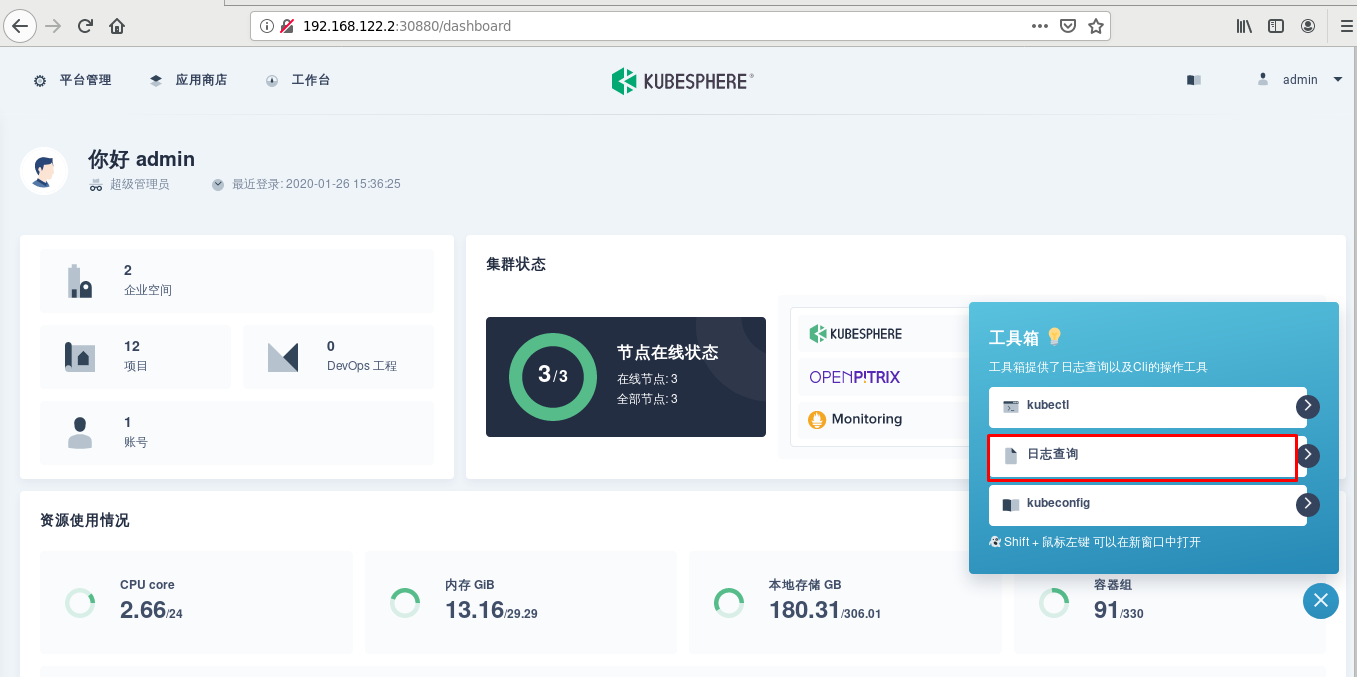 192.168.122.2:30880/dashboard
平台管理
应用商店
工作台
KUBESPHERE®
admin
你好 admin
超级管理员
最近登录: 2020-01-26 15:36:25
2
企业空间
12
项目
0
DevOps 工程
1
账号
集群状态
3/3
节点在线状态
在线节点: 3
全部节点: 3
KUBESPHERE
OPENPITRIX
Monitoring
工具箱
工具箱提供了日志查询以及Cli的操作工具
kubectl
日志查询
kubeconfig
Shift + 鼠标左键 可以在新窗口中打开
资源使用情况
CPU core
2.66/24
内存 GiB
13.16/29.29
本地存储 GB
180.31/306.01
容器组
91/330